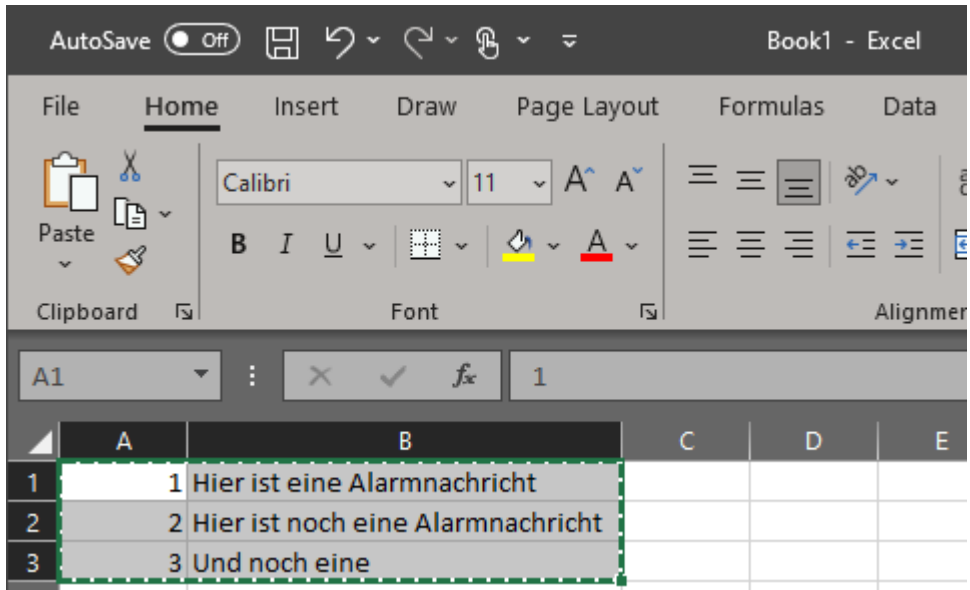 AutoSave Off Book1 - Excel
File Home Insert Draw Page Layout Formulas Data
Calibri 11 A A
Paste
B I U A
Clipboard Font
A1 fx 1
A B C D E
1 1 Hier ist eine Alarmnachricht
2 2 Hier ist noch eine Alarmnachricht
3 3 Und noch eine